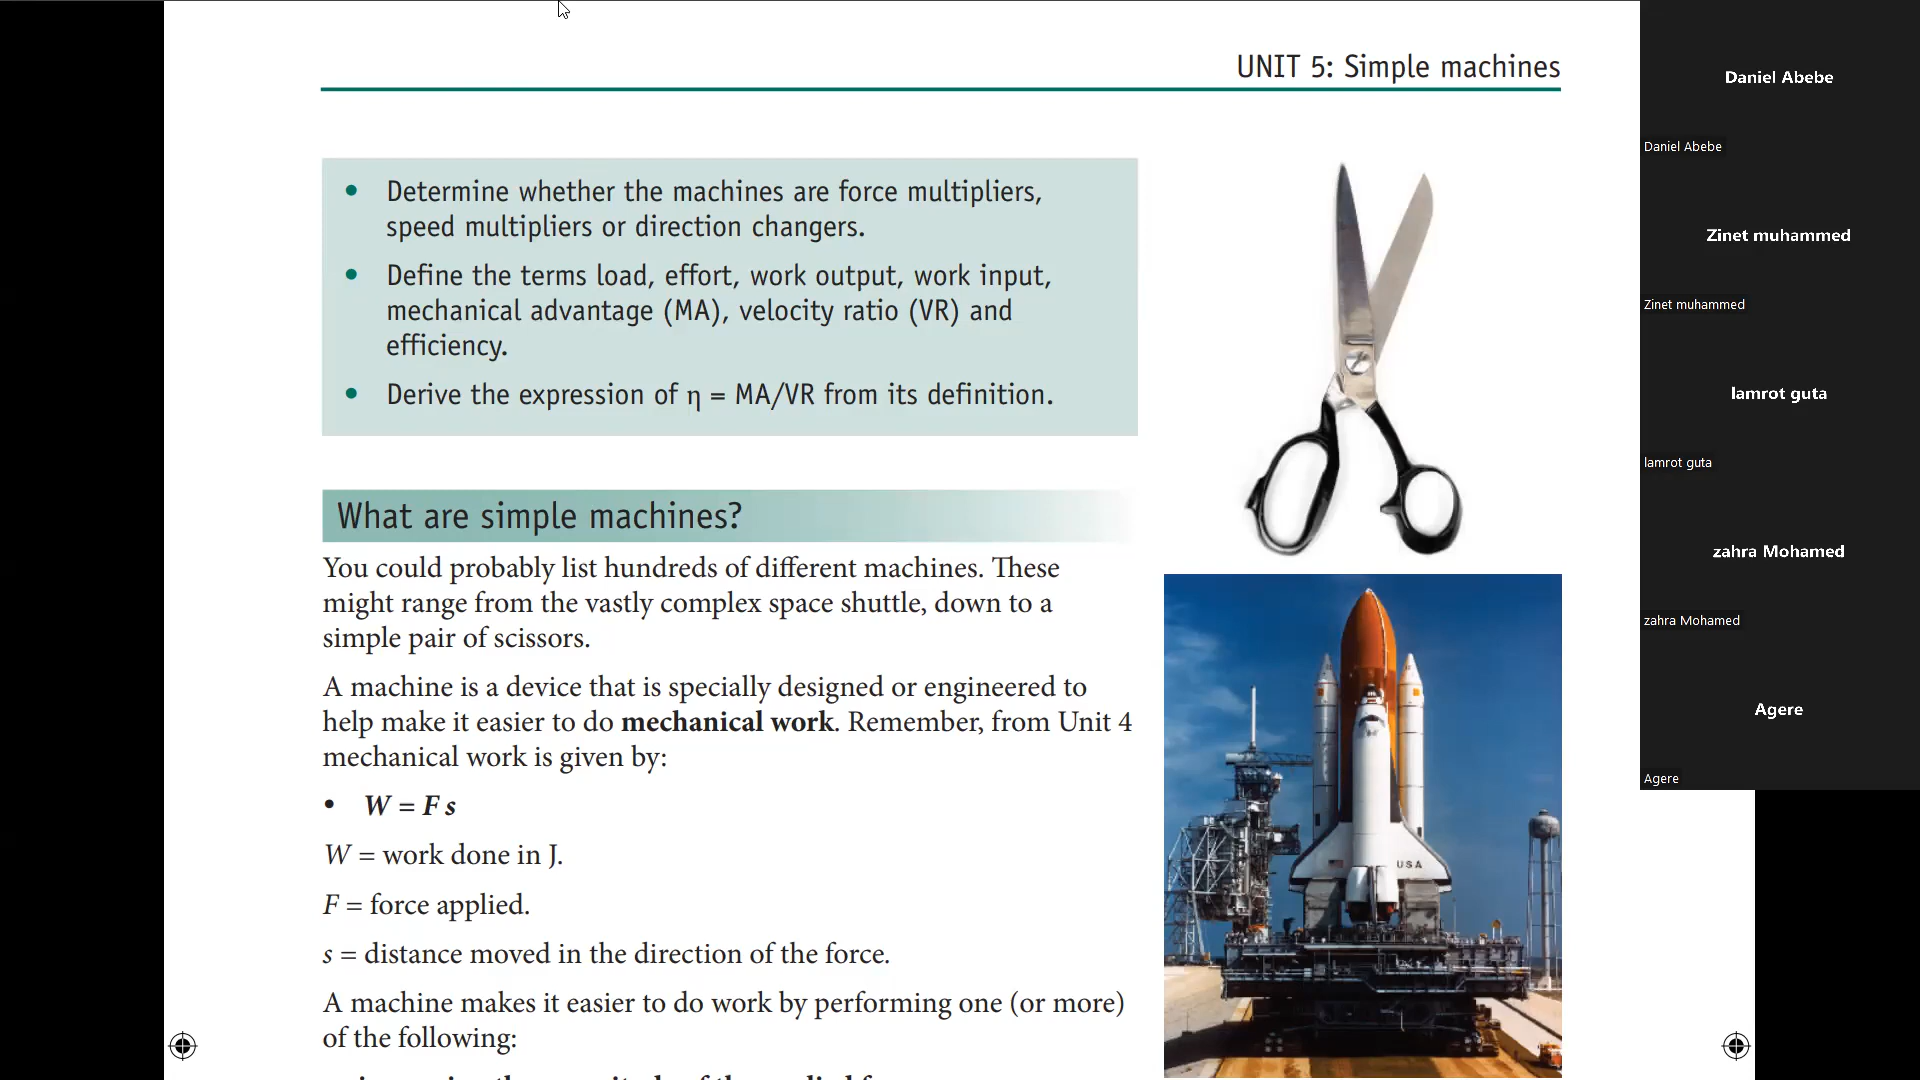 UNIT 5: Simple machines
• Determine whether the machines are force multipliers,
speed multipliers or direction changers.
• Define the terms load, effort, work output, work input,
mechanical advantage (MA), velocity ratio (VR) and
efficiency.
• Derive the expression of η = MA/VR from its definition.
What are simple machines?
You could probably list hundreds of different machines. These
might range from the vastly complex space shuttle, down to a
simple pair of scissors.
A machine is a device that is specially designed or engineered to
help make it easier to do mechanical work. Remember, from Unit 4
mechanical work is given by:
• W = F s
W = work done in J.
F = force applied.
s = distance moved in the direction of the force.
A machine makes it easier to do work by performing one (or more)
of the following:
USA
Daniel Abebe
Daniel Abebe
Zinet muhammed
Zinet muhammed
lamrot guta
lamrot guta
zahra Mohamed
zahra Mohamed
Agere
Agere